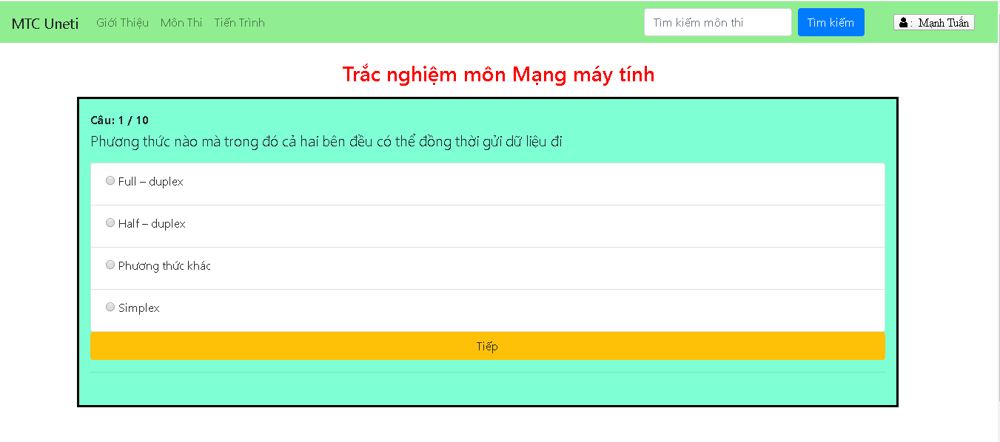 MTC Uneti Giới Thiệu Môn Thi Tiến Trình Tìm kiếm môn thi Tìm kiếm : Mạnh Tuấn
Trắc nghiệm môn Mạng máy tính
Câu: 1 / 10
Phương thức nào mà trong đó cả hai bên đều có thể đồng thời gửi dữ liệu đi
Full – duplex
Half – duplex
Phương thức khác
Simplex
Tiếp